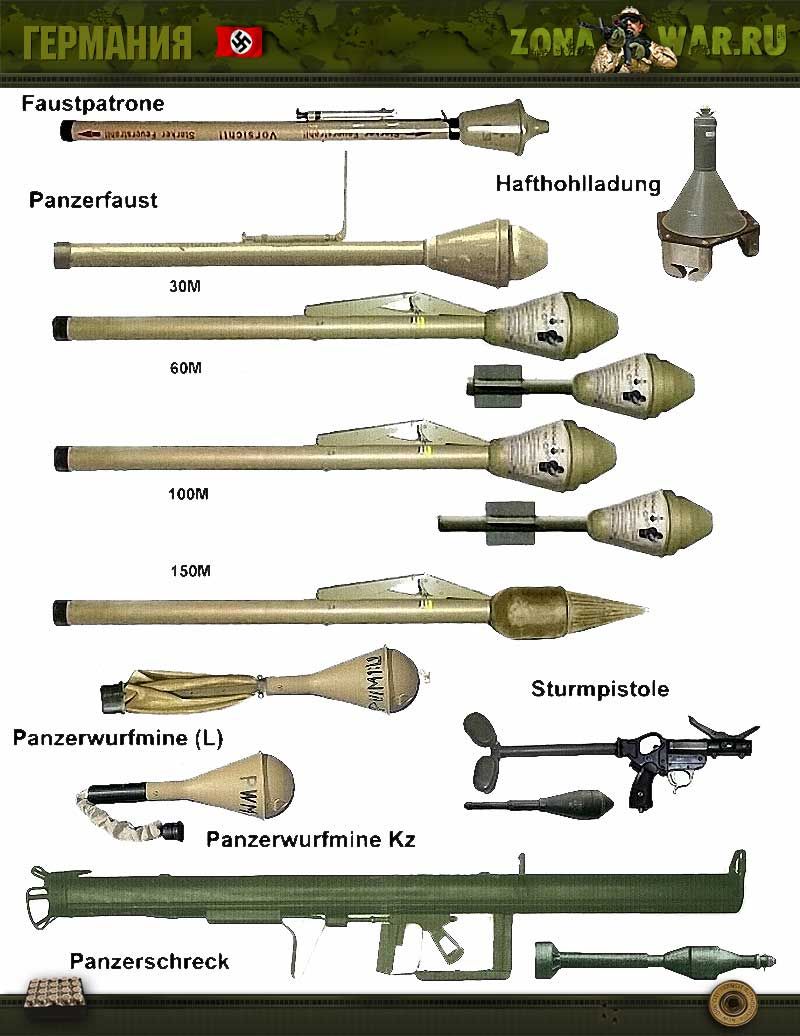 ГЕРМАНИЯ
ZONA WAR.RU
Faustpatrone
Vorsicht! Starker Feuerstrahl!
Hafthohlladung
Panzerfaust
30M
60M
100M
150M
PWM1:L
Panzerwurfmine (L)
Sturmpistole
PWM
Panzerwurfmine Kz
Panzerschreck